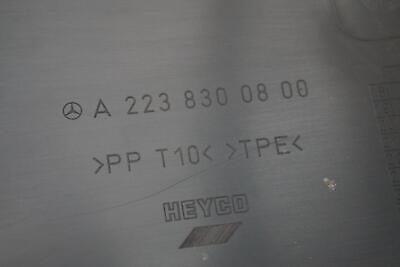 A 223 830 08 00
>PP T10< >TPE<
HEYCO